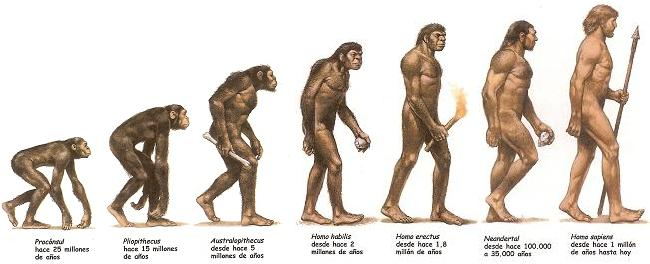 Procónsul
hace 25 millones
de años
Pliopithecus
hace 15 millones
de años
Australopithecus
desde hace 5
millones de años
Homo habilis
desde hace 2
millones de años
Homo erectus
desde hace 1,8
millón de años
Neandertal
desde hace 100.000
a 35,000 años
Homo sapiens
desde hace 1 millón
de años hasta hoy